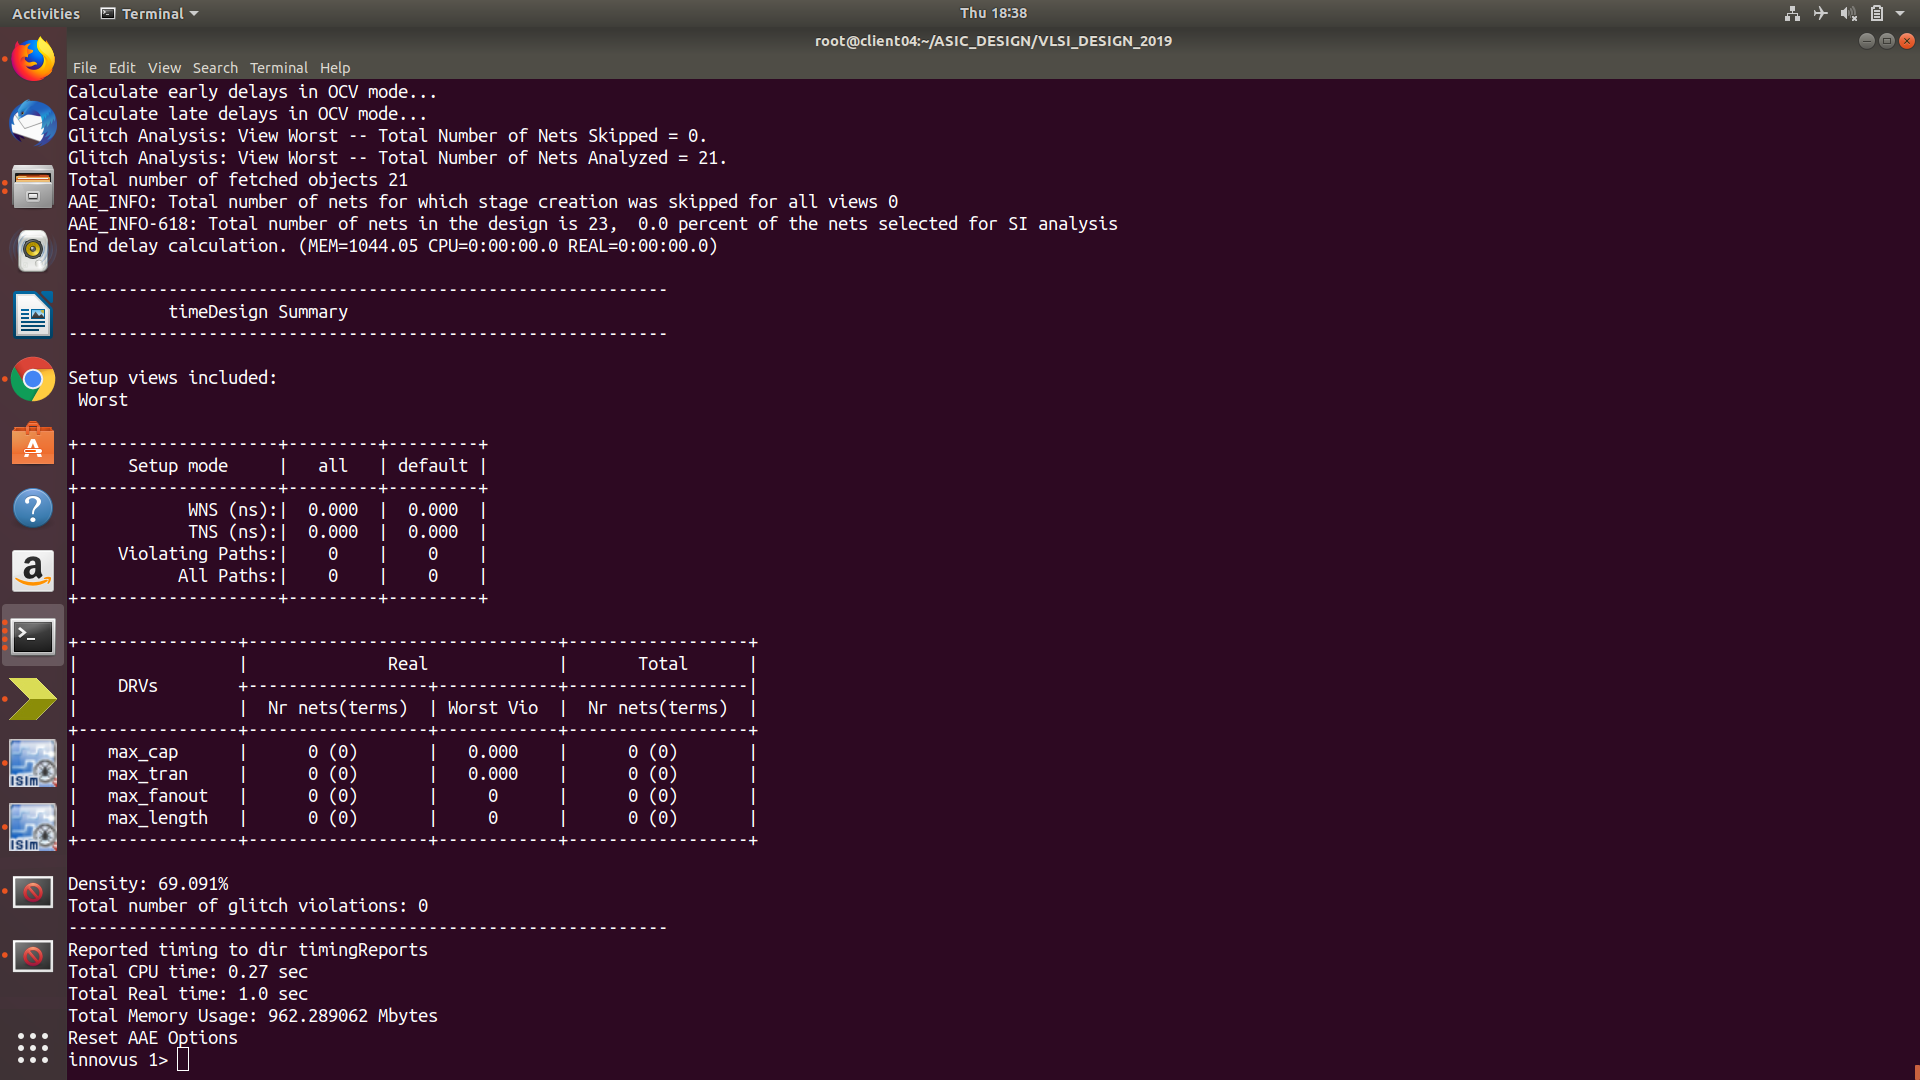 Activities Terminal Thu 18:38
root@client04:~/ASIC_DESIGN/VLSI_DESIGN_2019
File Edit View Search Terminal Help
Calculate early delays in OCV mode...
Calculate late delays in OCV mode...
Glitch Analysis: View Worst -- Total Number of Nets Skipped = 0.
Glitch Analysis: View Worst -- Total Number of Nets Analyzed = 21.
Total number of fetched objects 21
AAE_INFO: Total number of nets for which stage creation was skipped for all views 0
AAE_INFO-618: Total number of nets in the design is 23,  0.0 percent of the nets selected for SI analysis
End delay calculation. (MEM=1044.05 CPU=0:00:00.0 REAL=0:00:00.0)
------------------------------------------------------------
          timeDesign Summary
------------------------------------------------------------
Setup views included:
 Worst
+--------------------+---------+---------+
|     Setup mode     |   all   | default |
+--------------------+---------+---------+
|           WNS (ns):|  0.000  |  0.000  |
|           TNS (ns):|  0.000  |  0.000  |
|    Violating Paths:|    0    |    0    |
|          All Paths:|    0    |    0    |
+--------------------+---------+---------+
+----------------+-------------------------------+------------------+
|                |              Real             |       Total      |
|    DRVs        +------------------+------------+------------------|
|                |  Nr nets(terms)  | Worst Vio  |  Nr nets(terms)  |
+----------------+------------------+------------+------------------+
|   max_cap      |      0 (0)       |   0.000    |      0 (0)       |
|   max_tran     |      0 (0)       |   0.000    |      0 (0)       |
|   max_fanout   |      0 (0)       |     0      |      0 (0)       |
|   max_length   |      0 (0)       |     0      |      0 (0)       |
+----------------+------------------+------------+------------------+
Density: 69.091%
Total number of glitch violations: 0
------------------------------------------------------------
Reported timing to dir timingReports
Total CPU time: 0.27 sec
Total Real time: 1.0 sec
Total Memory Usage: 962.289062 Mbytes
Reset AAE Options
innovus 1>
ISim
ISim